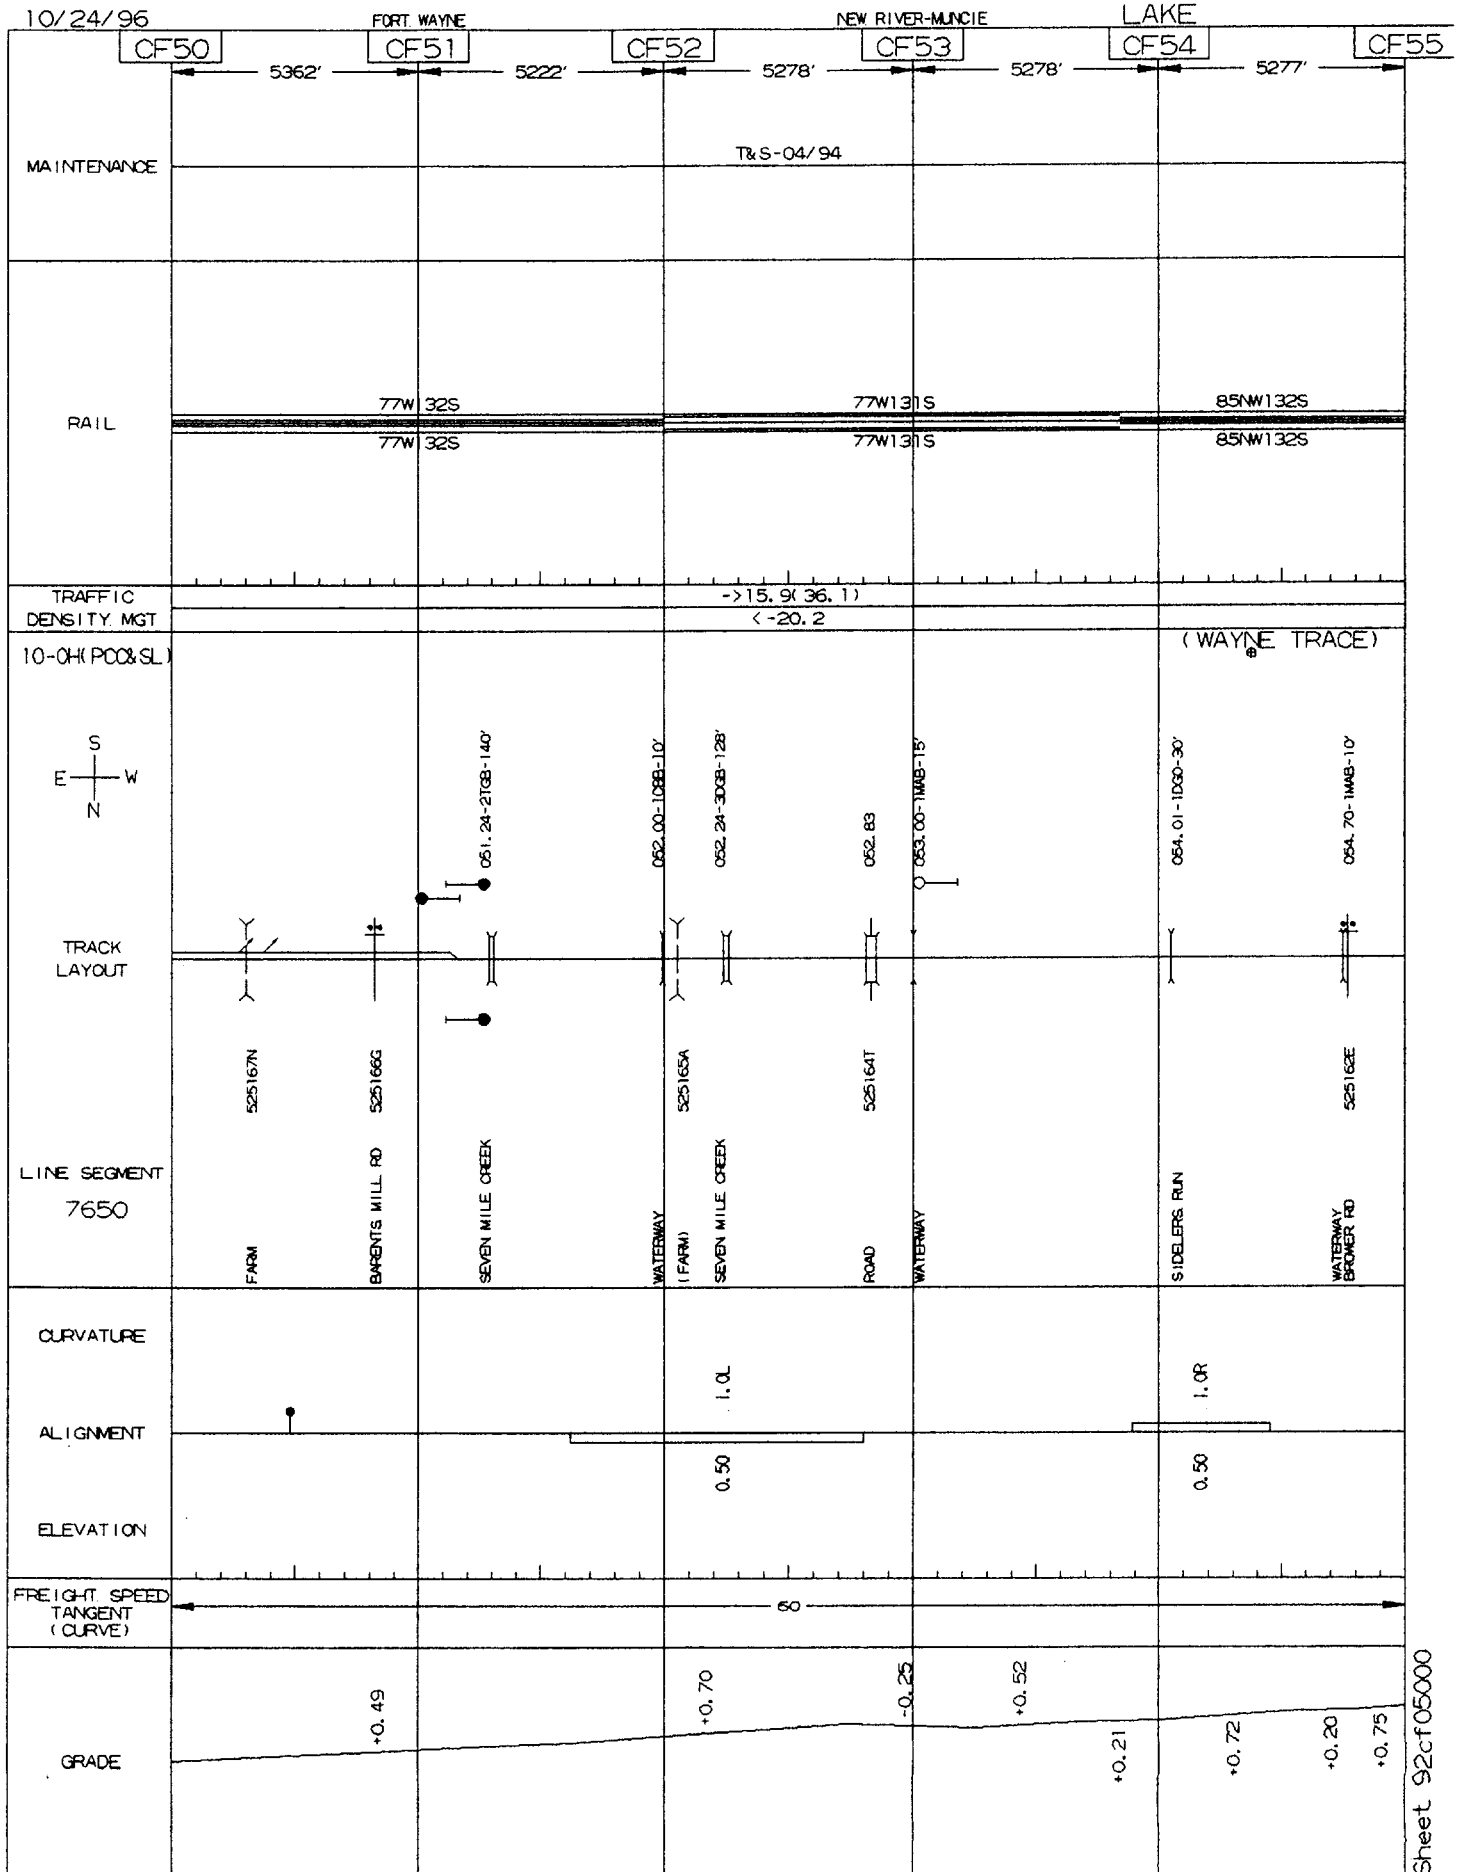 10/24/96
FORT WAYNE
NEW RIVER-MUNCIE
LAKE
CF50
CF51
CF52
CF53
CF54
CF55
5362'
5222'
5278'
5278'
5277'
MAINTENANCE
T&S-04/94
RAIL
77W132S
77W131S
85NW132S
77W132S
77W131S
85NW132S
TRAFFIC
DENSITY MGT
->15.9(36.1)
<-20.2
10-OH(PCC&SL)
(WAYNE TRACE)
S
E
W
N
051.24-2TGB-140'
052.00-1CBB-10'
052.24-3DGB-128'
052.83
053.00-1MAB-15'
054.01-1DGO-30'
054.70-1MAB-10'
TRACK
LAYOUT
525167N
525166G
525165A
525164T
525162E
LINE SEGMENT
7650
FARM
BARENTS MILL RD
SEVEN MILE CREEK
WATERWAY
(FARM)
SEVEN MILE CREEK
ROAD
WATERWAY
SIDELERS RUN
WATERWAY
BROWER RD
CURVATURE
1.0L
1.0R
ALIGNMENT
0.50
0.50
ELEVATION
FREIGHT SPEED
TANGENT
(CURVE)
60
GRADE
+0.49
+0.70
-0.25
+0.52
+0.21
+0.72
+0.20
+0.75
Sheet 92cf05000